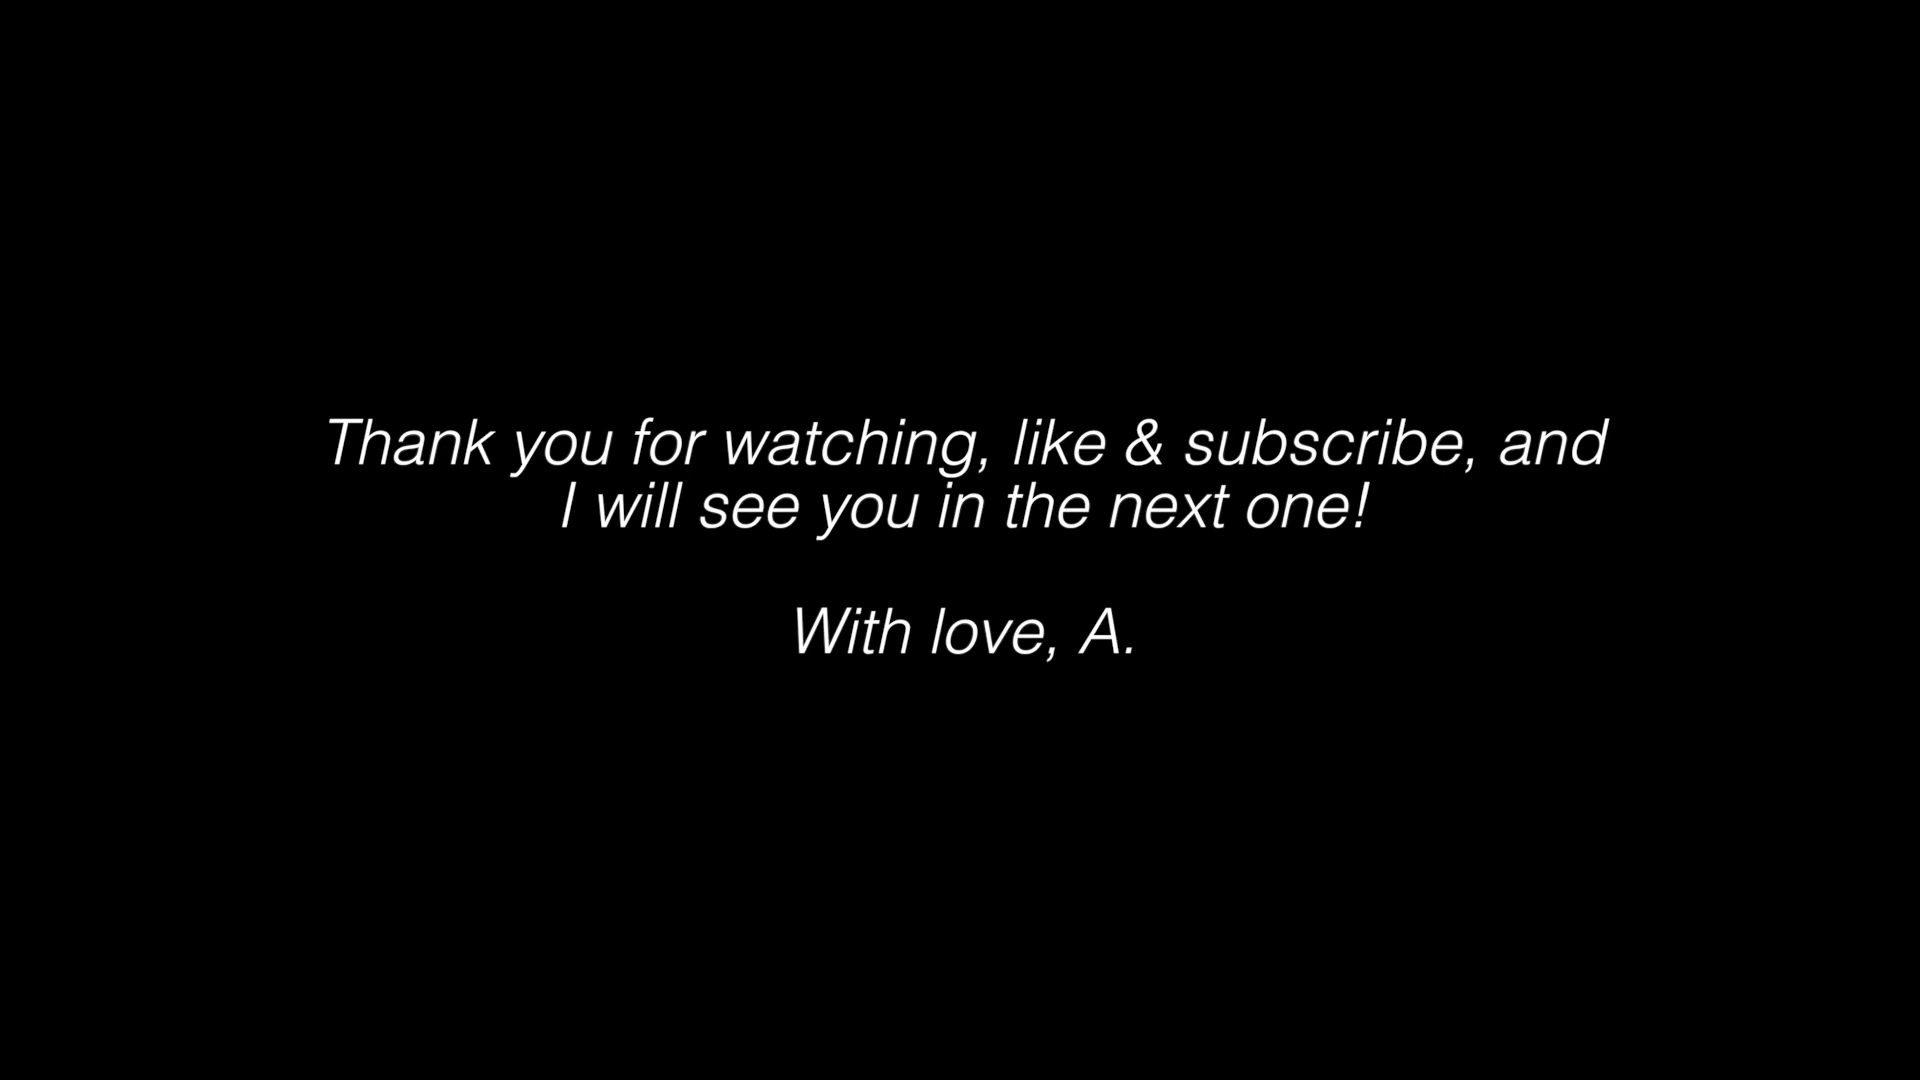 Thank you for watching, like & subscribe, and
I will see you in the next one!
With love, A.